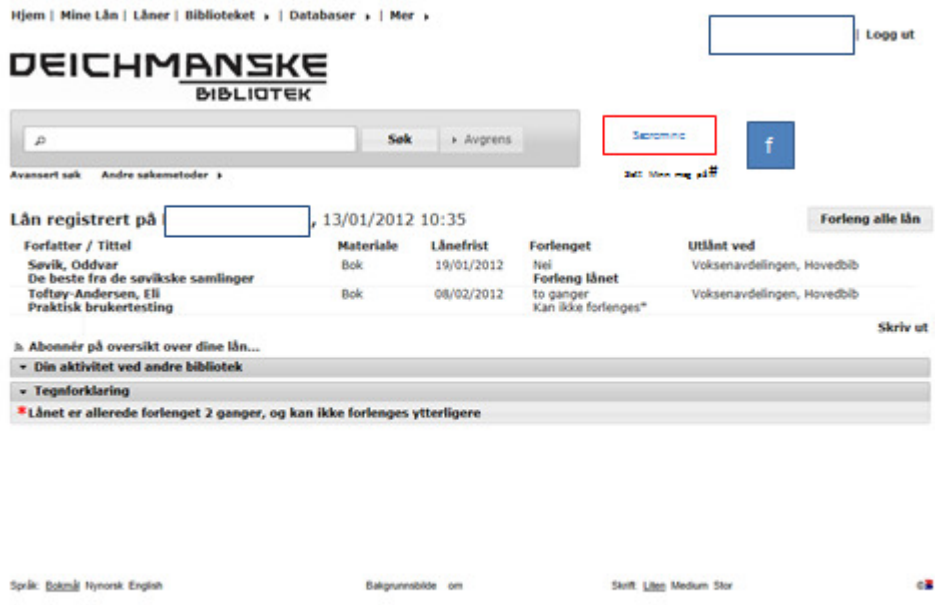 Hjem | Mine Lån | Låner | Biblioteket | Databaser | Mer
| Logg ut
DEICHMANSKE
BIBLIOTEK
Søk Avgrens
f
Avansert søk Andre søkemetoder
Lån registrert på , 13/01/2012 10:35 Forleng alle lån
Forfatter / Tittel Materiale Lånefrist Forlenget Utlånt ved
Søvik, Oddvar Bok 19/01/2012 Nei Voksenavdelingen, Hovedbib
De beste fra de søvikske samlinger Forleng lånet
Toftøy-Andersen, Eli Bok 08/02/2012 to ganger Voksenavdelingen, Hovedbib
Praktisk brukertesting Kan ikke forlenges*
Skriv ut
Abonnér på oversikt over dine lån...
Din aktivitet ved andre bibliotek
Tegnforklaring
*Lånet er allerede forlenget 2 ganger, og kan ikke forlenges ytterligere
Språk: Bokmål Nynorsk English Bakgrunnsbilde om Skrift: Liten Medium Stor